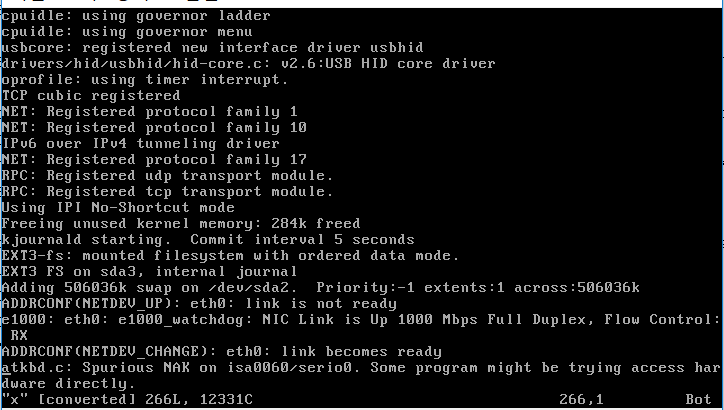 cpuidle: using governor ladder
cpuidle: using governor menu
usbcore: registered new interface driver usbhid
drivers/hid/usbhid/hid-core.c: v2.6:USB HID core driver
oprofile: using timer interrupt.
TCP cubic registered
NET: Registered protocol family 1
NET: Registered protocol family 10
IPv6 over IPv4 tunneling driver
NET: Registered protocol family 17
RPC: Registered udp transport module.
RPC: Registered tcp transport module.
Using IPI No-Shortcut mode
Freeing unused kernel memory: 284k freed
kjournald starting.  Commit interval 5 seconds
EXT3-fs: mounted filesystem with ordered data mode.
EXT3 FS on sda3, internal journal
Adding 506036k swap on /dev/sda2.  Priority:-1 extents:1 across:506036k
ADDRCONF(NETDEV_UP): eth0: link is not ready
e1000: eth0: e1000_watchdog: NIC Link is Up 1000 Mbps Full Duplex, Flow Control:
 RX
ADDRCONF(NETDEV_CHANGE): eth0: link becomes ready
atkbd.c: Spurious NAK on isa0060/serio0. Some program might be trying access har
dware directly.
"x" [converted] 266L, 12331C                                  266,1         Bot